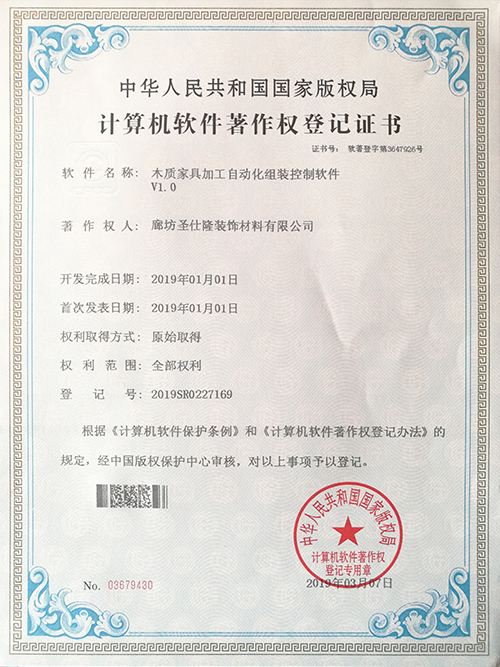 中华人民共和国国家版权局
计算机软件著作权登记证书
证书号： 软著登字第3647926号
软件名称： 木质家具加工自动化组装控制软件
V1.0
著作权人： 廊坊圣仕隆装饰材料有限公司
开发完成日期： 2019年01月01日
首次发表日期： 2019年01月01日
权利取得方式： 原始取得
权利范围： 全部权利
登记号： 2019SR0227169
根据《计算机软件保护条例》和《计算机软件著作权登记办法》的
规定，经中国版权保护中心审核，对以上事项予以登记。
中华人民共和国国家版权局
计算机软件著作权
登记专用章
2019年03月07日
No. 03679430